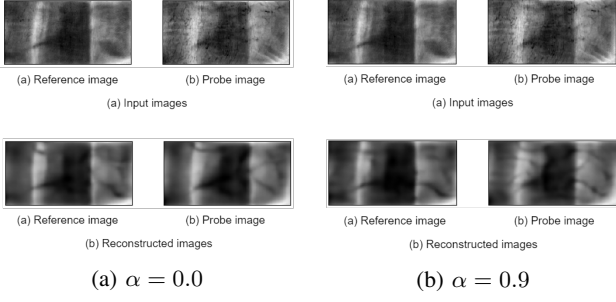 (a) Reference image (b) Probe image
(a) Input images
(a) Reference image (b) Probe image
(b) Reconstructed images
(a) α = 0.0
(a) Reference image (b) Probe image
(a) Input images
(a) Reference image (b) Probe image
(b) Reconstructed images
(b) α = 0.9